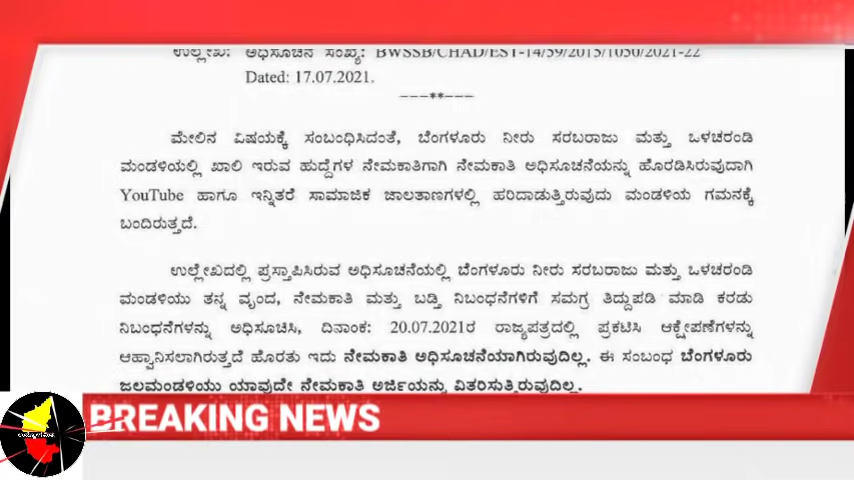 ಉಲ್ಲೇಖ: ಅಧಿಸೂಚನೆ ಸಂಖ್ಯೆ: BWSSB/CHAD/EST-14/59/2015/1050/2021-22
Dated: 17.07.2021.
---**---
ಮೇಲಿನ ವಿಷಯಕ್ಕೆ ಸಂಬಂಧಿಸಿದಂತೆ, ಬೆಂಗಳೂರು ನೀರು ಸರಬರಾಜು ಮತ್ತು ಒಳಚರಂಡಿ
ಮಂಡಳಿಯಲ್ಲಿ ಖಾಲಿ ಇರುವ ಹುದ್ದೆಗಳ ನೇಮಕಾತಿಗಾಗಿ ನೇಮಕಾತಿ ಅಧಿಸೂಚನೆಯನ್ನು ಹೊರಡಿಸಿರುವುದಾಗಿ
YouTube ಹಾಗೂ ಇನ್ನಿತರೆ ಸಾಮಾಜಿಕ ಜಾಲತಾಣಗಳಲ್ಲಿ ಹರಿದಾಡುತ್ತಿರುವುದು ಮಂಡಳಿಯ ಗಮನಕ್ಕೆ
ಬಂದಿರುತ್ತದೆ.
ಉಲ್ಲೇಖದಲ್ಲಿ ಪ್ರಸ್ತಾಪಿಸಿರುವ ಅಧಿಸೂಚನೆಯಲ್ಲಿ ಬೆಂಗಳೂರು ನೀರು ಸರಬರಾಜು ಮತ್ತು ಒಳಚರಂಡಿ
ಮಂಡಳಿಯು ತನ್ನ ವೃಂದ, ನೇಮಕಾತಿ ಮತ್ತು ಬಡ್ತಿ ನಿಬಂಧನೆಗಳಿಗೆ ಸಮಗ್ರ ತಿದ್ದುಪಡಿ ಮಾಡಿ ಕರಡು
ನಿಬಂಧನೆಗಳನ್ನು ಅಧಿಸೂಚಿಸಿ, ದಿನಾಂಕ: 20.07.2021ರ ರಾಜ್ಯಪತ್ರದಲ್ಲಿ ಪ್ರಕಟಿಸಿ ಆಕ್ಷೇಪಣೆಗಳನ್ನು
ಆಹ್ವಾನಿಸಲಾಗಿರುತ್ತದೆ ಹೊರತು ಇದು ನೇಮಕಾತಿ ಅಧಿಸೂಚನೆಯಾಗಿರುವುದಿಲ್ಲ. ಈ ಸಂಬಂಧ ಬೆಂಗಳೂರು
ಜಲಮಂಡಳಿಯು ಯಾವುದೇ ನೇಮಕಾತಿ ಅರ್ಜಿಯನ್ನು ವಿತರಿಸುತ್ತಿರುವುದಿಲ್ಲ.
BREAKING NEWS